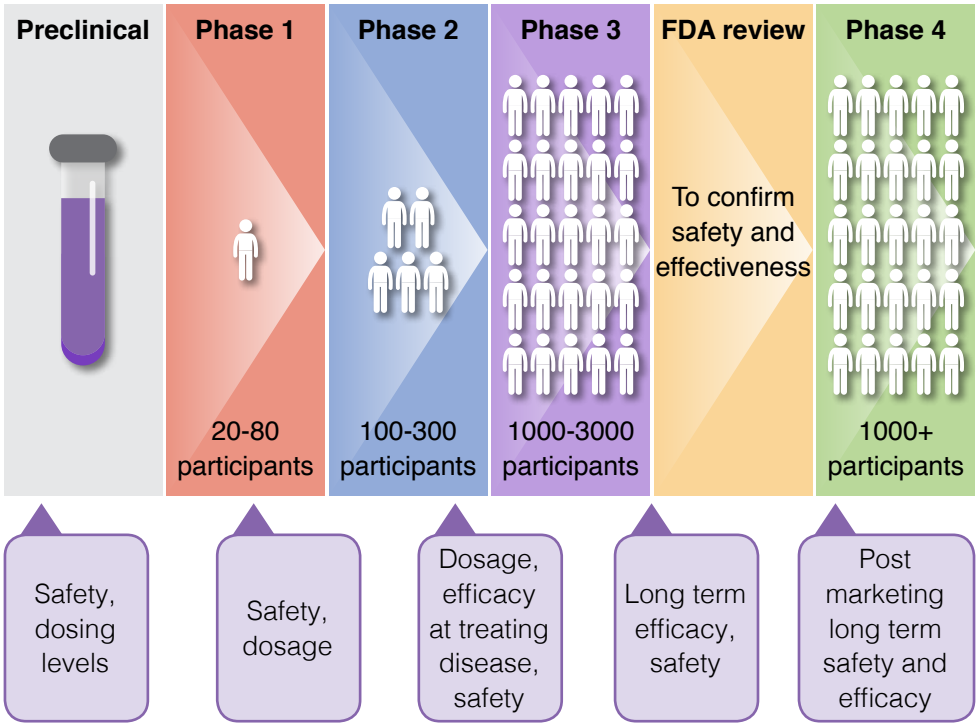 Preclinical
Phase 1
Phase 2
Phase 3
FDA review
Phase 4
To confirm
safety and
effectiveness
20-80
participants
100-300
participants
1000-3000
participants
1000+
participants
Safety,
dosing
levels
Safety,
dosage
Dosage,
efficacy
at treating
disease,
safety
Long term
efficacy,
safety
Post
marketing
long term
safety and
efficacy